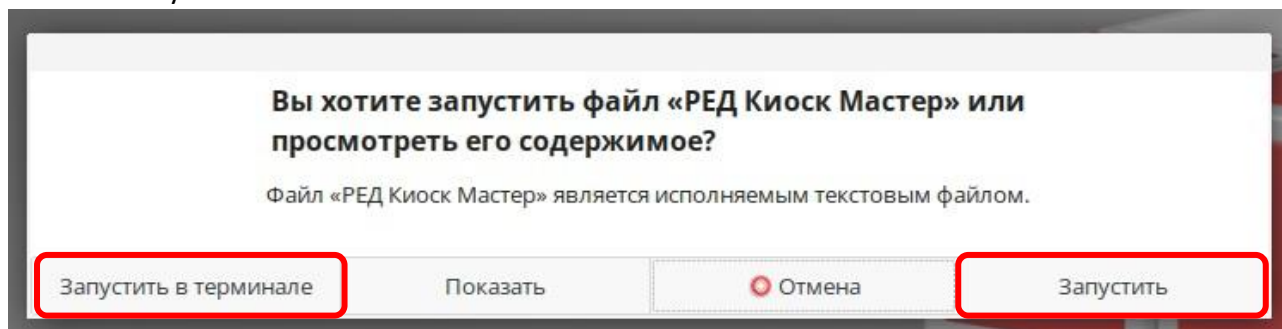 Вы хотите запустить файл «РЕД Киоск Мастер» или
просмотреть его содержимое?
Файл «РЕД Киоск Мастер» является исполняемым текстовым файлом.
Запустить в терминале Показать Отмена Запустить